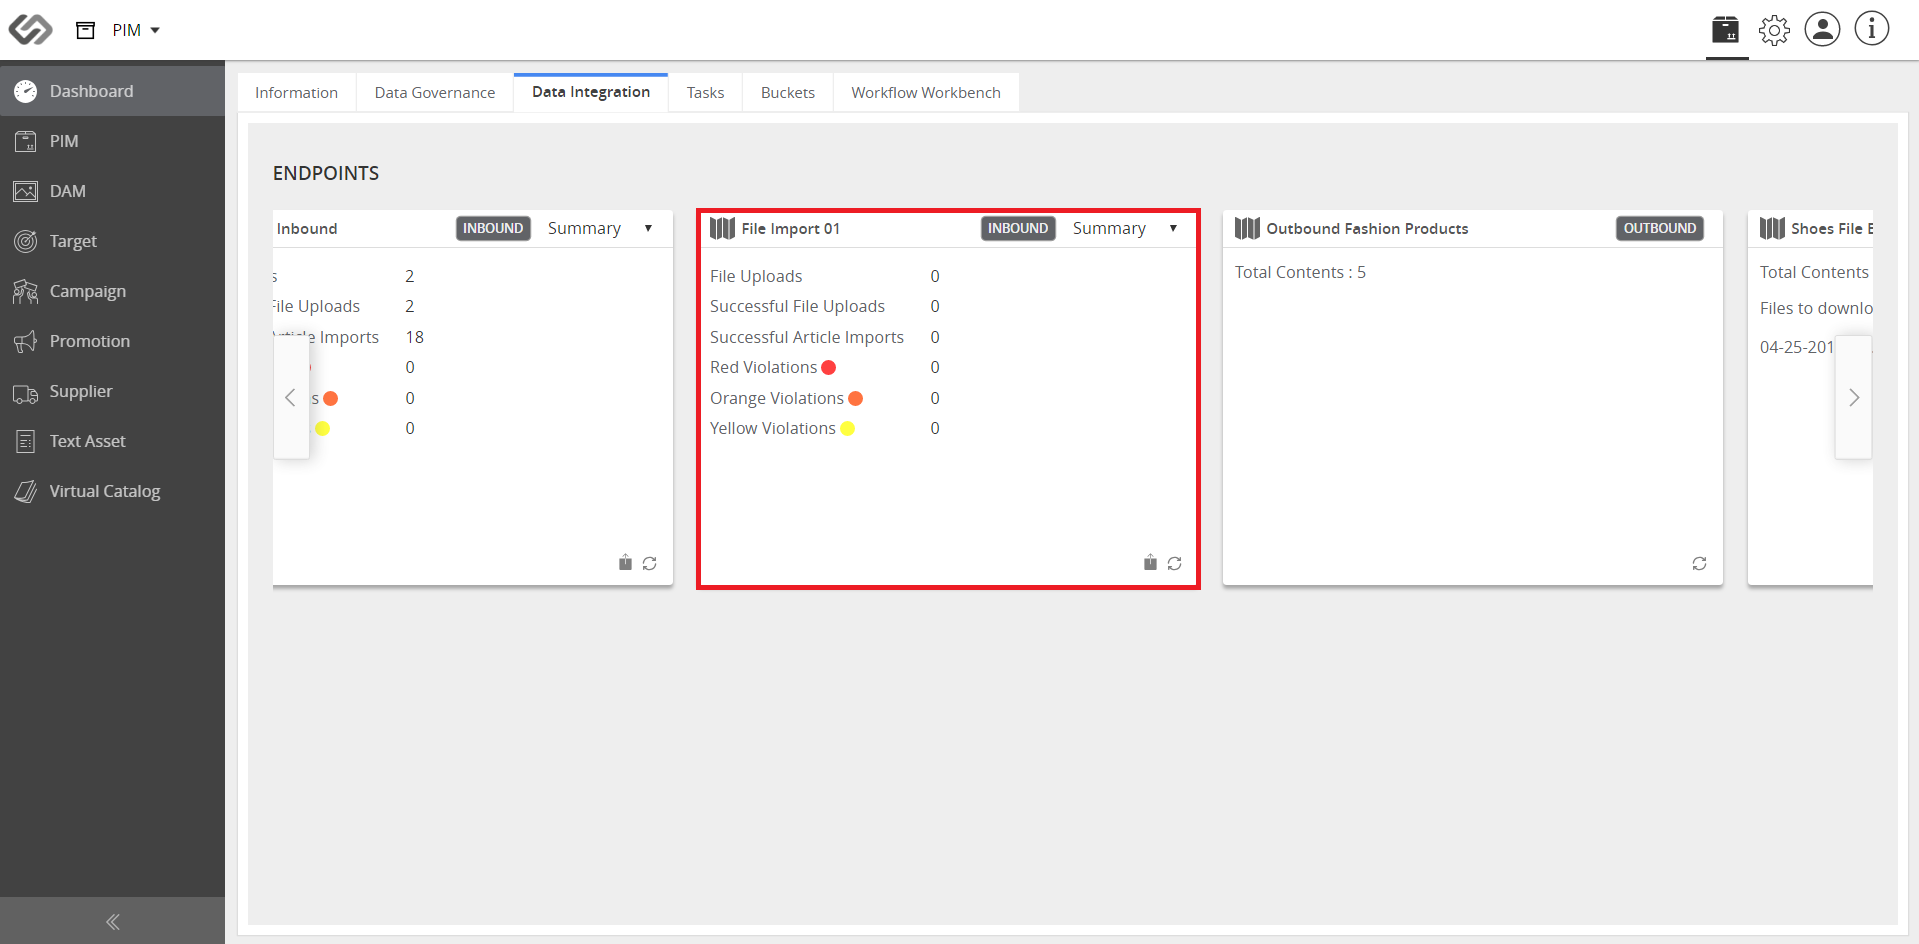 PIM
Dashboard
PIM
DAM
Target
Campaign
Promotion
Supplier
Text Asset
Virtual Catalog
Information
Data Governance
Data Integration
Tasks
Buckets
Workflow Workbench
ENDPOINTS
Inbound INBOUND Summary
s 2
File Uploads 2
Article Imports 18
0
s 0
0
File Import 01 INBOUND Summary
File Uploads 0
Successful File Uploads 0
Successful Article Imports 0
Red Violations 0
Orange Violations 0
Yellow Violations 0
Outbound Fashion Products OUTBOUND
Total Contents : 5
Shoes File E
Total Contents
Files to downlo
04-25-201